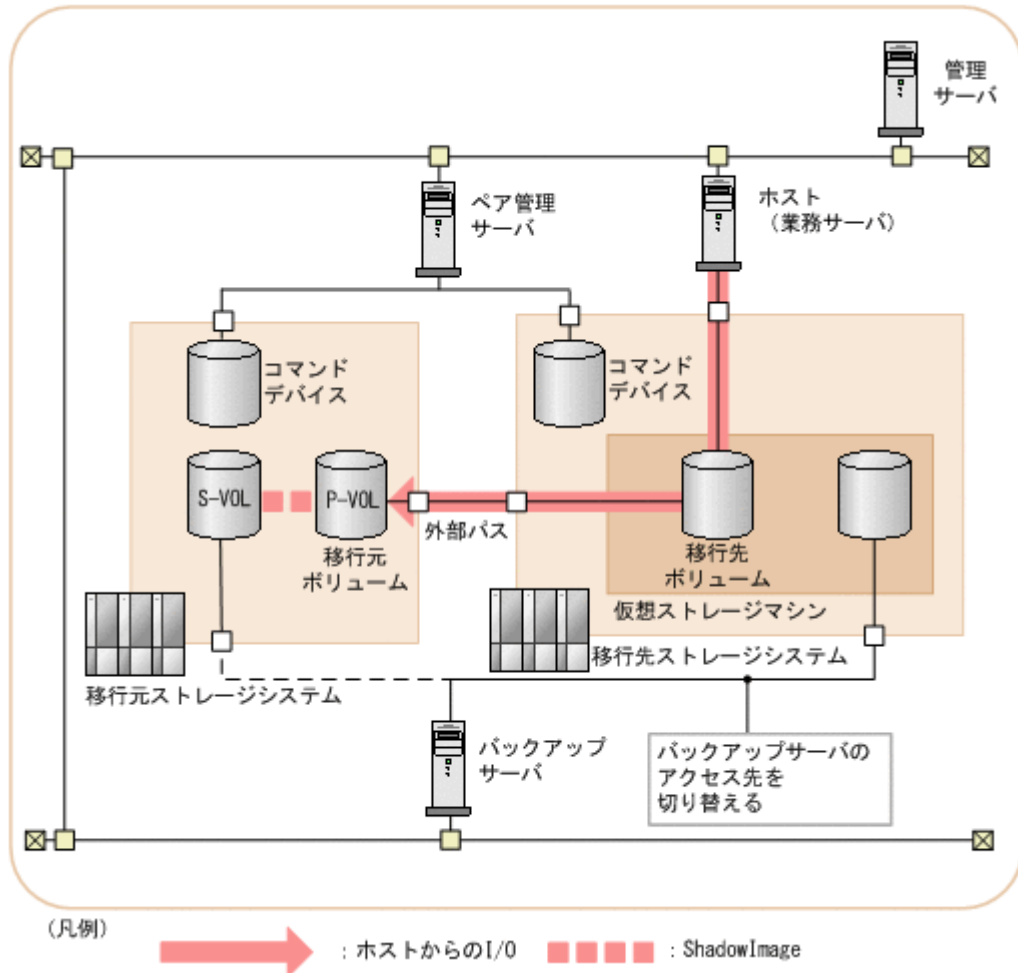 管理
サーバ
ペア管理
サーバ
ホスト
(業務サーバ)
コマンド
デバイス
コマンド
デバイス
S-VOL
P-VOL
外部パス
移行元
ボリューム
移行先
ボリューム
仮想ストレージマシン
移行元ストレージシステム
移行先ストレージシステム
バックアップ
サーバ
バックアップサーバの
アクセス先を
切り替える
(凡例)
:ホストからのI/O
:ShadowImage